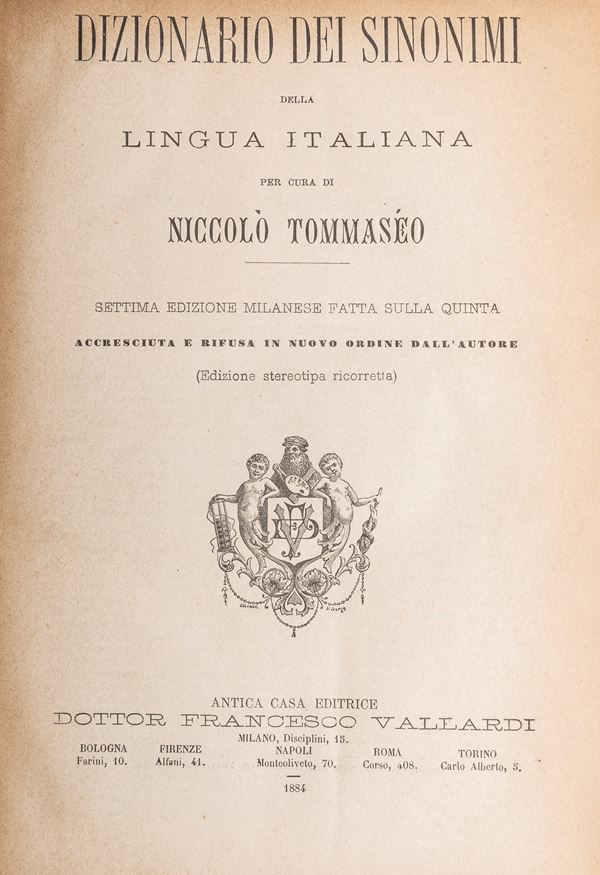 DIZIONARIO DEI SINONIMI
DELLA
LINGUA ITALIANA
PER CURA DI
NICCOLÒ TOMMASÉO
SETTIMA EDIZIONE MILANESE FATTA SULLA QUINTA
ACCRESCIUTA E RIFUSA IN NUOVO ORDINE DALL'AUTORE
(Edizione stereotipa ricorretta)
ANTICA CASA EDITRICE
DOTTOR FRANCESCO VALLARDI
MILANO, Disciplini, 15.
BOLOGNA FIRENZE NAPOLI ROMA TORINO
Farini, 10. Alfani, 41. Monteoliveto, 70. Corso, 408. Carlo Alberto, 5.
1884